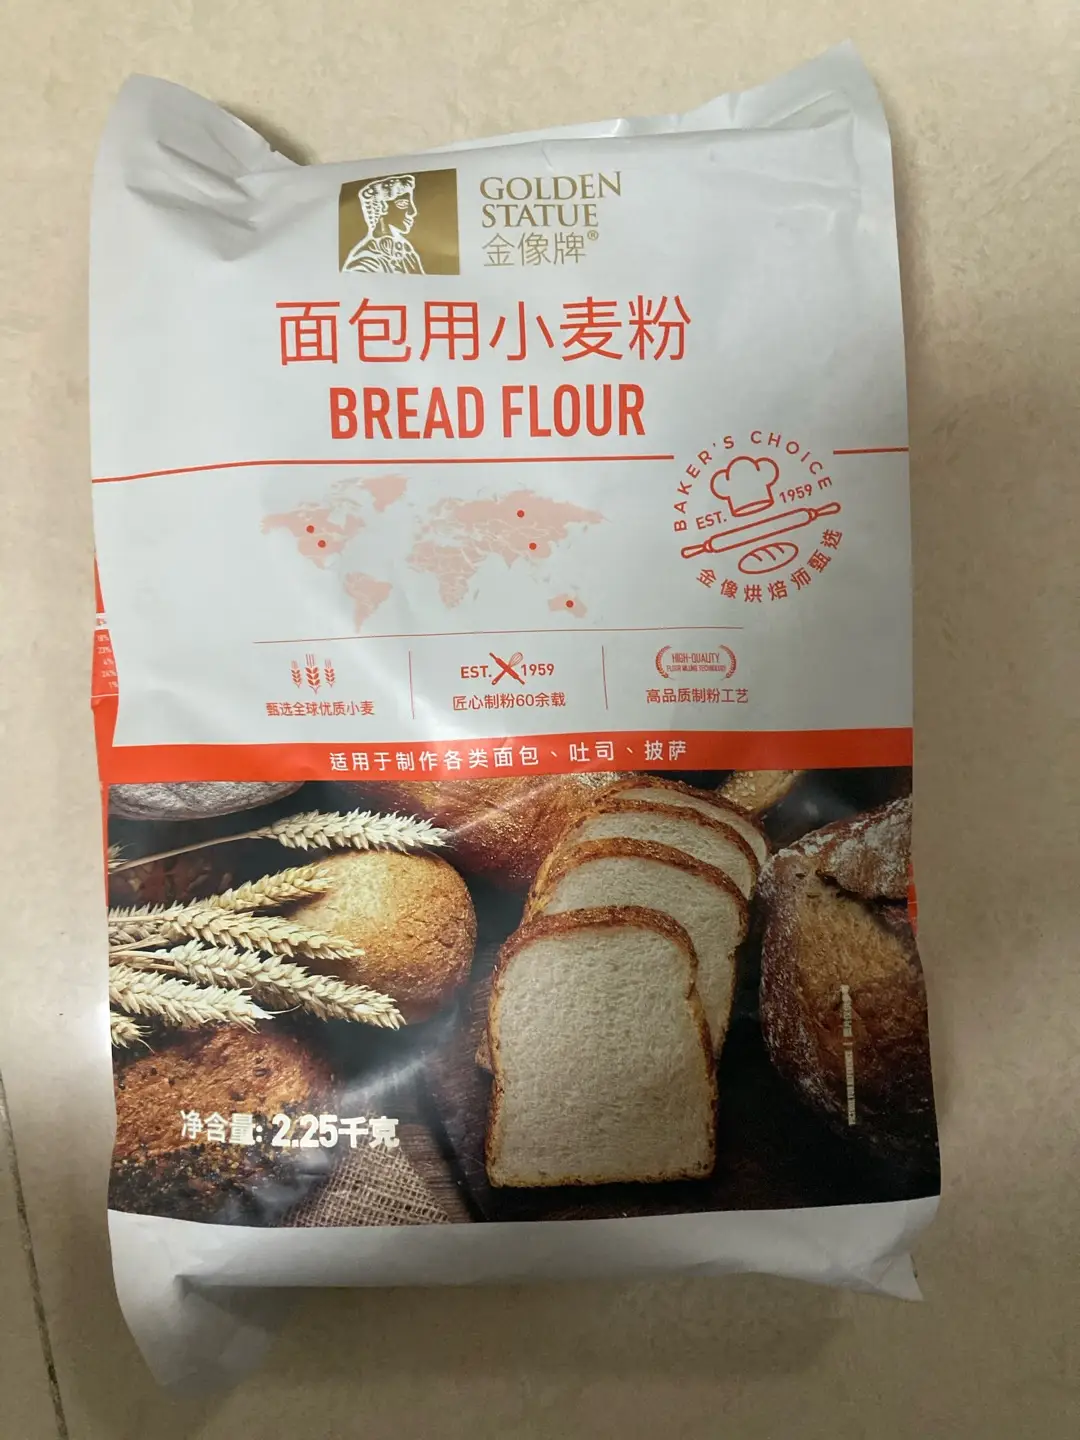 GOLDEN
STATUE
金像牌®
面包用小麦粉
BREAD FLOUR
BAKER'S CHOICE
EST. 1959
金像烘焙师甄选
甄选全球优质小麦
EST. 1959
匠心制粉60余载
HIGH-QUALITY
FLOUR MILLING TECHNOLOGY
高品质制粉工艺
适用于制作各类面包、吐司、披萨
净含量: 2.25千克